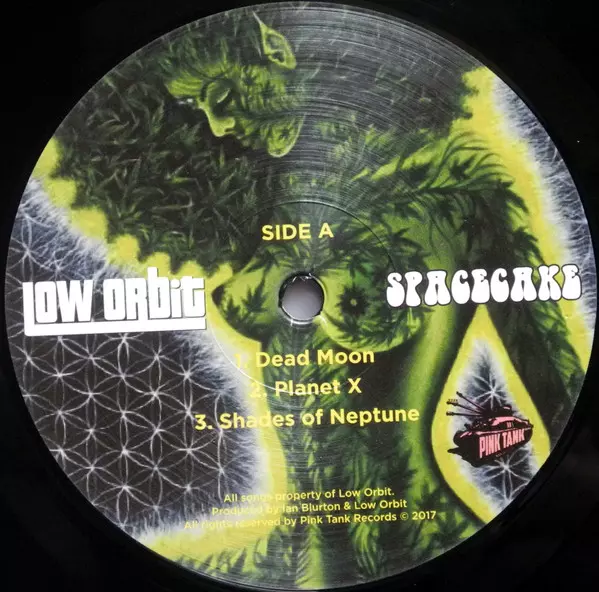 SIDE A
LOW ORBIT
SPACECAKE
1. Dead Moon
2. Planet X
3. Shades of Neptune
PINK TANK
All songs property of Low Orbit.
Produced by Ian Blurton & Low Orbit
All rights reserved by Pink Tank Records © 2017